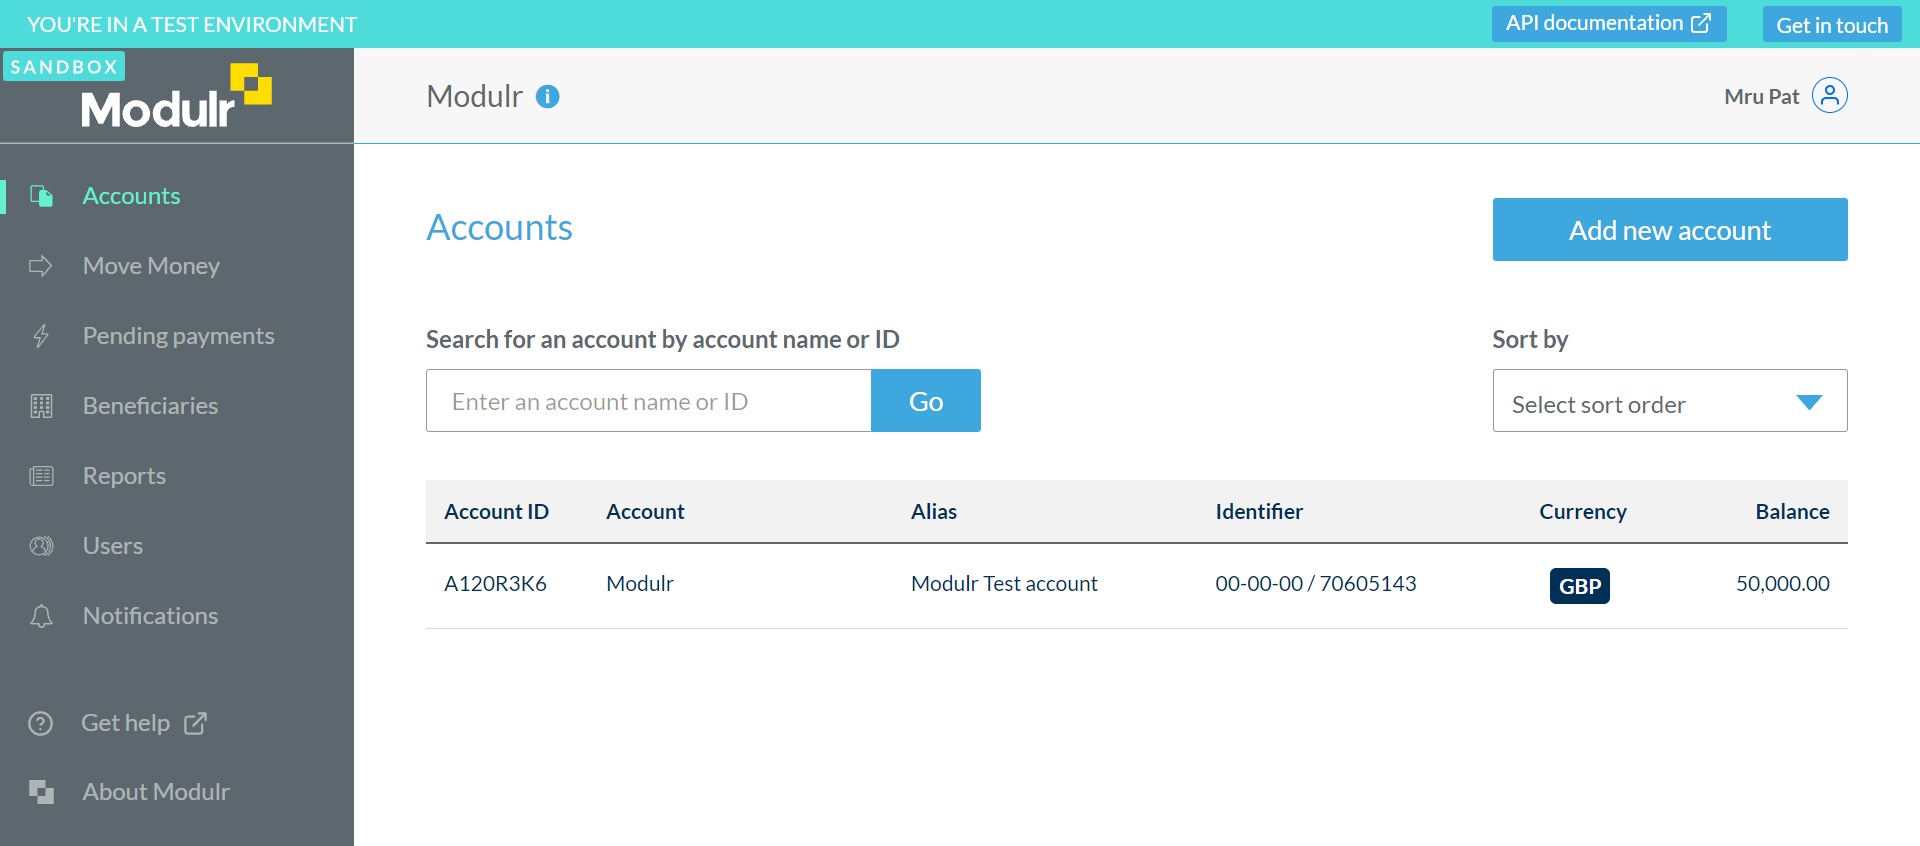 YOU'RE IN A TEST ENVIRONMENT
API documentation
Get in touch
SANDBOX
Modulr
Modulr
Mru Pat
Accounts
Move Money
Pending payments
Beneficiaries
Reports
Users
Notifications
Get help
About Modulr
Accounts
Add new account
Search for an account by account name or ID
Sort by
Enter an account name or ID
Go
Select sort order
Account ID Account Alias Identifier Currency Balance
A120R3K6 Modulr Modulr Test account 00-00-00 / 70605143 GBP 50,000.00